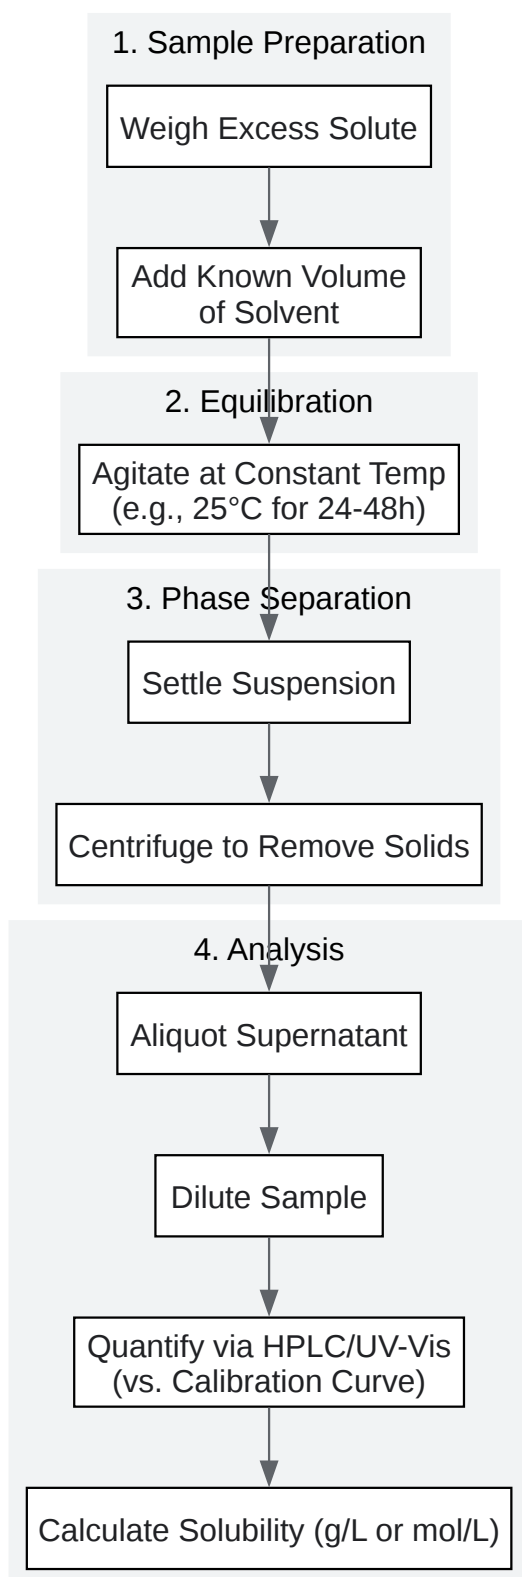 1. Sample Preparation
Weigh Excess Solute
Add Known Volume
of Solvent
2. Equilibration
Agitate at Constant Temp
(e.g., 25°C for 24-48h)
3. Phase Separation
Settle Suspension
Centrifuge to Remove Solids
4. Analysis
Aliquot Supernatant
Dilute Sample
Quantify via HPLC/UV-Vis
(vs. Calibration Curve)
Calculate Solubility (g/L or mol/L)